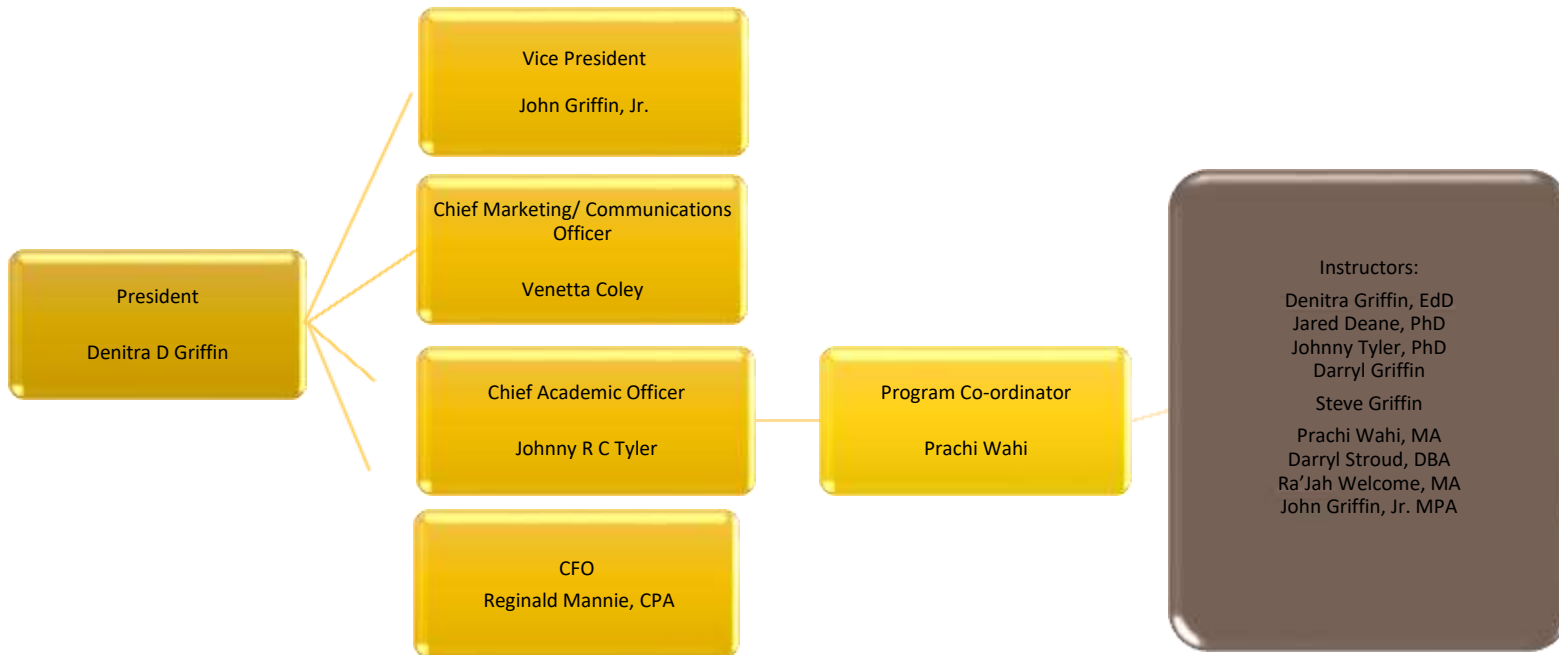 Vice President
John Griffin, Jr.
Chief Marketing/ Communications
Officer
Venetta Coley
President
Denitra D Griffin
Chief Academic Officer
Johnny R C Tyler
CFO
Reginald Mannie, CPA
Program Co-ordinator
Prachi Wahi
Instructors:
Denitra Griffin, EdD
Jared Deane, PhD
Johnny Tyler, PhD
Darryl Griffin
Steve Griffin
Prachi Wahi, MA
Darryl Stroud, DBA
Ra’Jah Welcome, MA
John Griffin, Jr. MPA